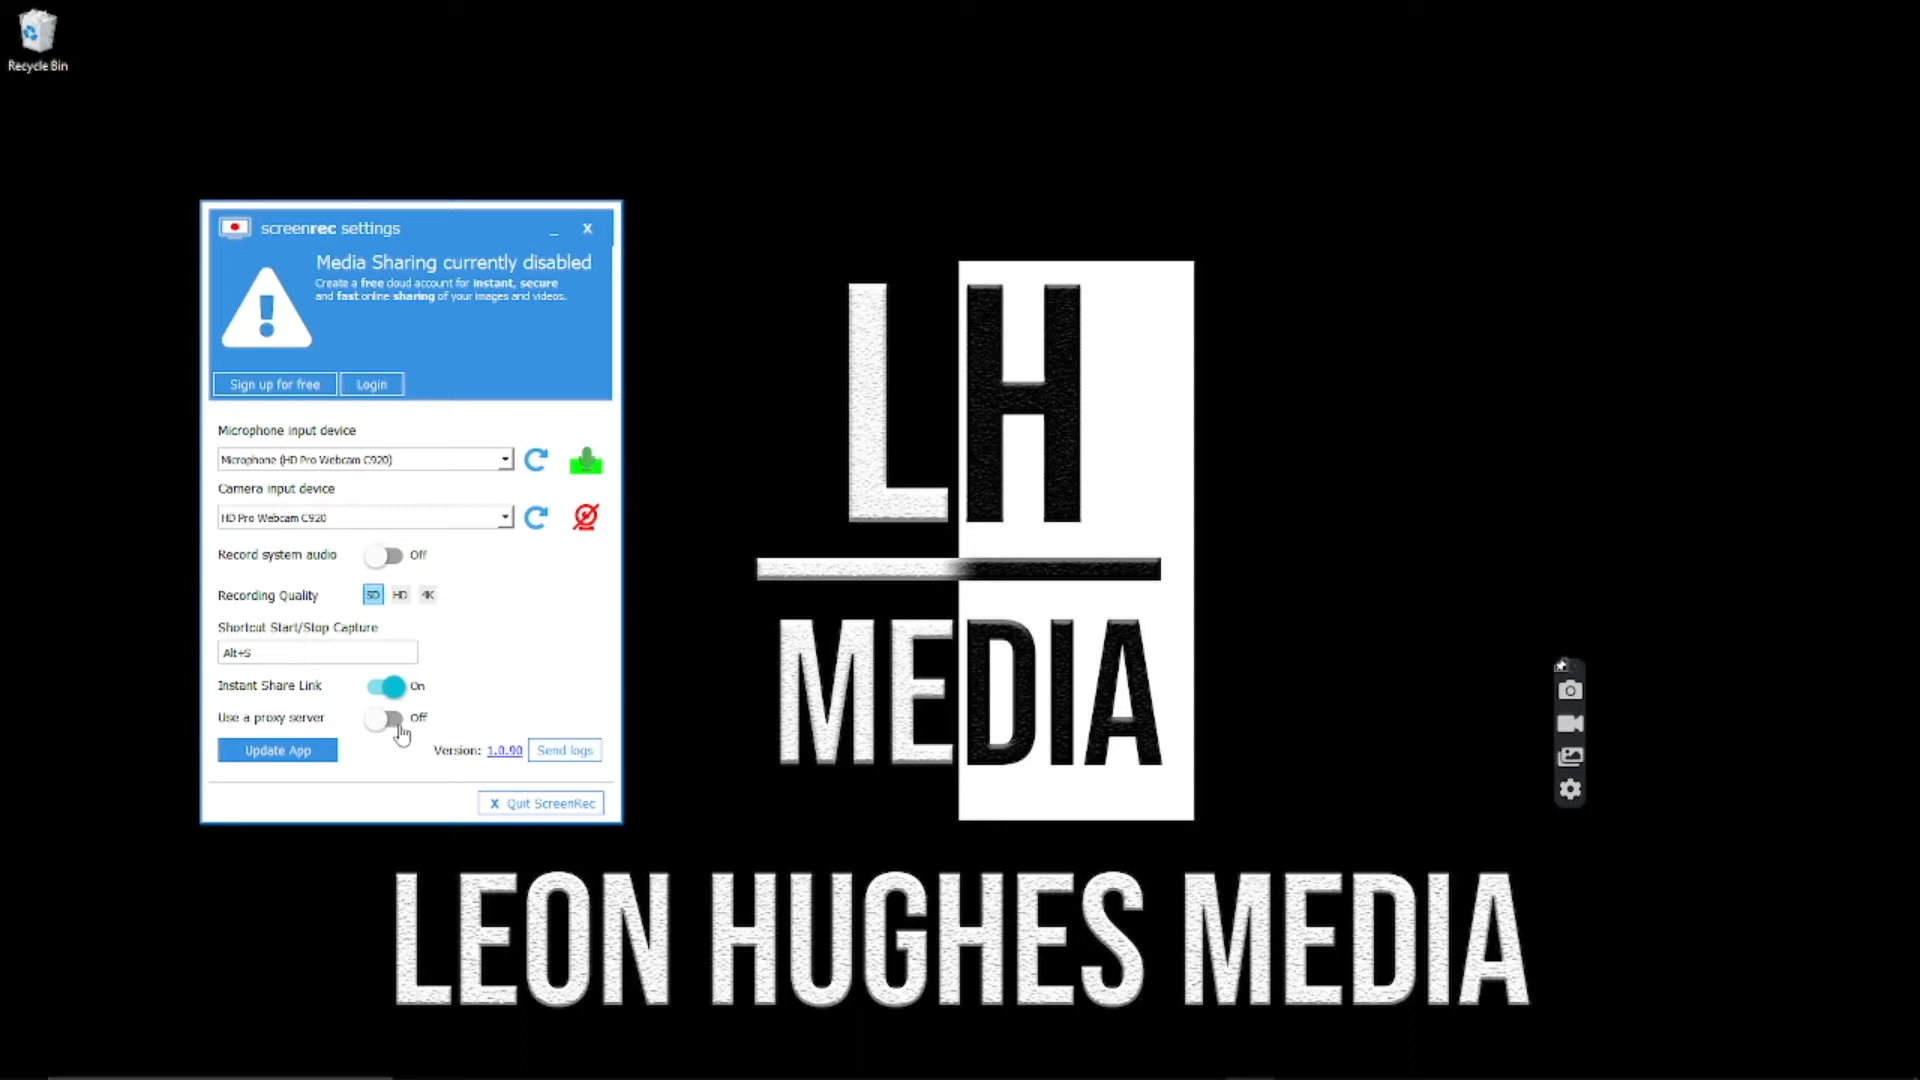 Recycle Bin
screenrec settings
_ X
Media Sharing currently disabled
Create a free cloud account for instant, secure
and fast online sharing of your images and videos.
Sign up for free
Login
Microphone input device
Microphone (HD Pro Webcam C920)
Camera input device
HD Pro Webcam C920
Record system audio Off
Recording Quality SD HD 4K
Shortcut Start/Stop Capture
Alt+S
Instant Share Link On
Use a proxy server Off
Update App Version: 1.0.90 Send logs
X Quit ScreenRec
LH
MEDIA
LEON HUGHES MEDIA